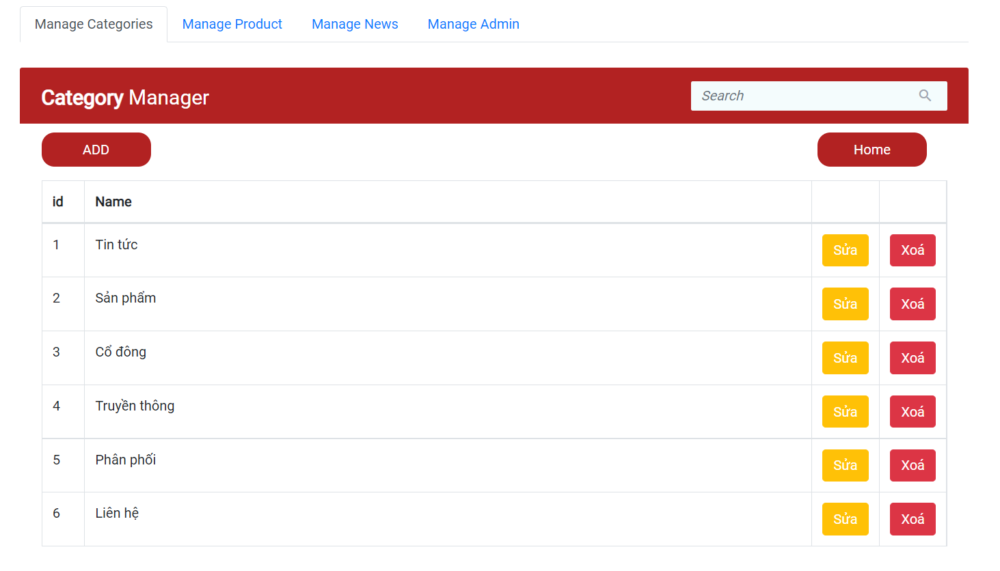 Manage Categories Manage Product Manage News Manage Admin
Category Manager Search
ADD Home
id Name
1 Tin tức Sửa Xoá
2 Sản phẩm Sửa Xoá
3 Cổ đông Sửa Xoá
4 Truyền thông Sửa Xoá
5 Phân phối Sửa Xoá
6 Liên hệ Sửa Xoá